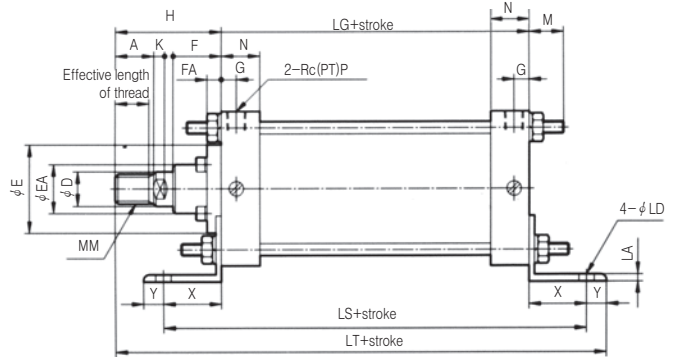 H
LG+stroke
N
M
A
K
F
N
FA
G
2-Rc(PT)P
G
Effective length
of thread
φE
φEA
φD
MM
4-φLD
LA
Y
X
X
Y
LS+stroke
LT+stroke